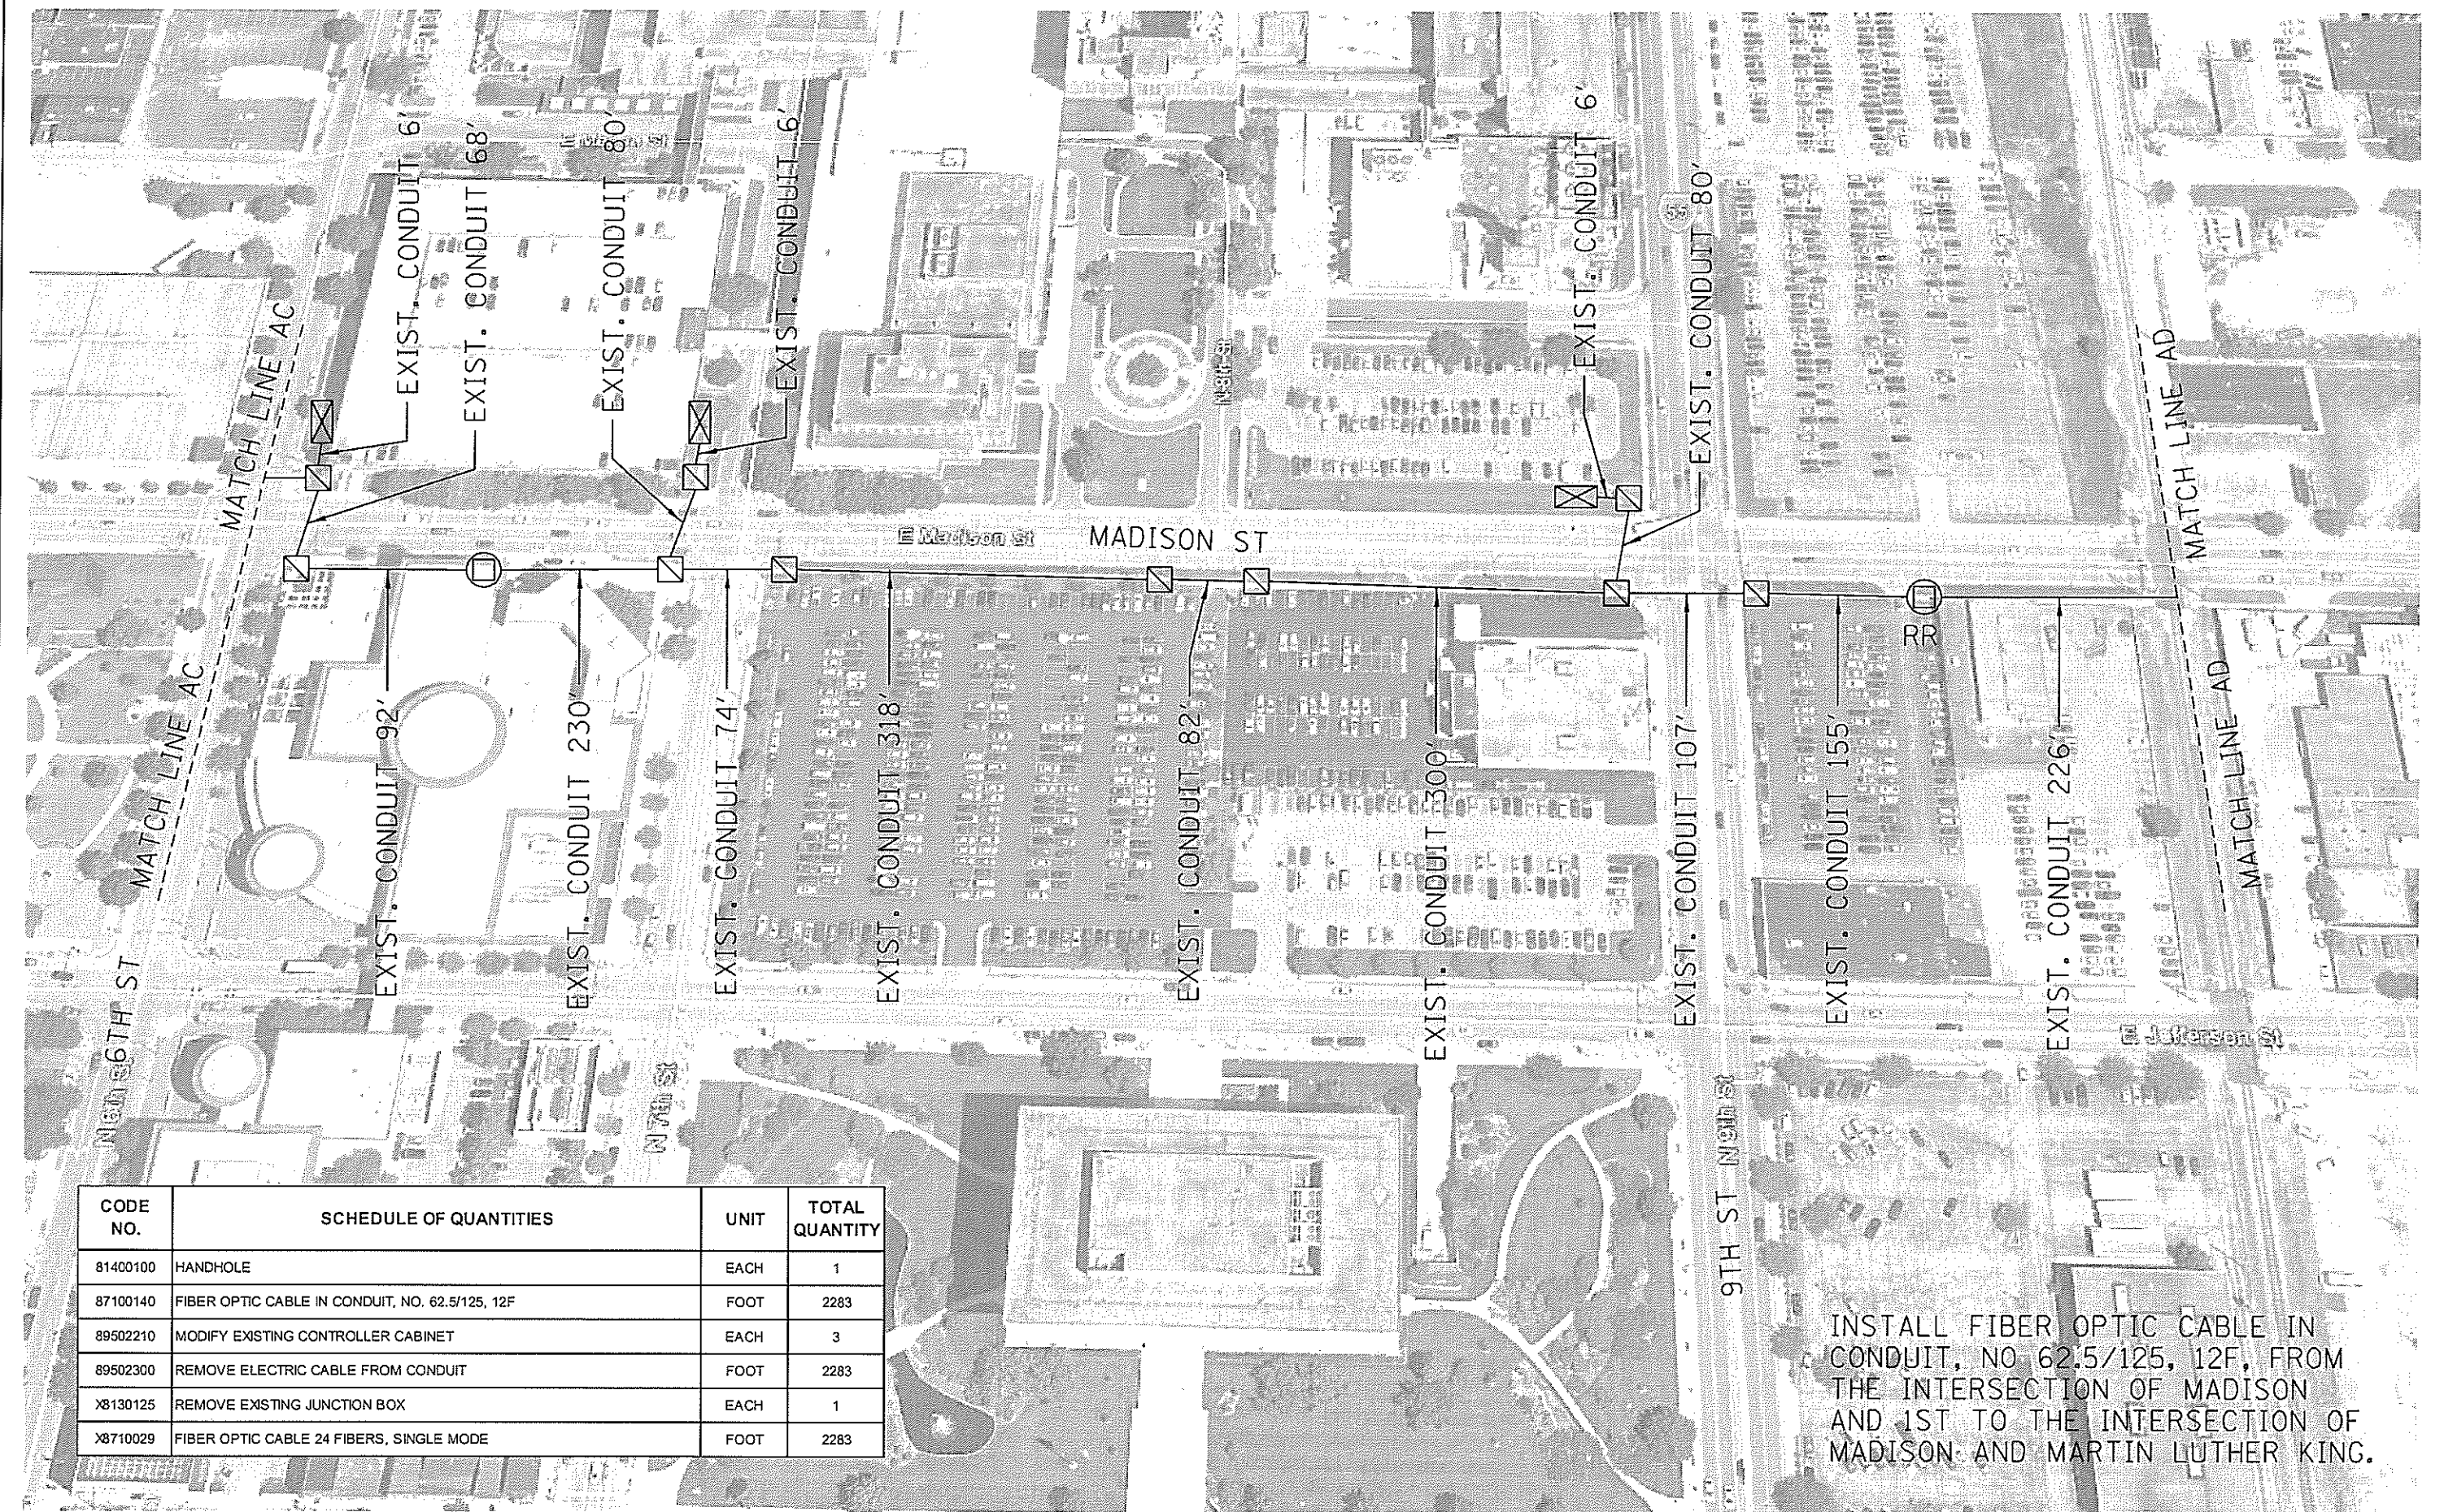 E Madison St
EXIST. CONDUIT 6'
EXIST. CONDUIT 68'
EXIST. CONDUIT 80'
EXIST. CONDUIT 6'
EXIST. CONDUIT 6'
EXIST. CONDUIT 80'
MATCH LINE AC
MATCH LINE AD
N 8th St
E Madison St
MADISON ST
RR
MATCH LINE AC
MATCH LINE AD
EXIST. CONDUIT 92'
EXIST. CONDUIT 230'
EXIST. CONDUIT 74'
EXIST. CONDUIT 318'
EXIST. CONDUIT 82'
EXIST. CONDUIT 300'
EXIST. CONDUIT 107'
EXIST. CONDUIT 155'
EXIST. CONDUIT 226'
6TH ST
N 6th St
N 7th St
E Jefferson St
N 9th St
9TH ST
CODE NO. SCHEDULE OF QUANTITIES UNIT TOTAL QUANTITY
81400100 HANDHOLE EACH 1
87100140 FIBER OPTIC CABLE IN CONDUIT, NO. 62.5/125, 12F FOOT 2283
89502210 MODIFY EXISTING CONTROLLER CABINET EACH 3
89502300 REMOVE ELECTRIC CABLE FROM CONDUIT FOOT 2283
X8130125 REMOVE EXISTING JUNCTION BOX EACH 1
X8710029 FIBER OPTIC CABLE 24 FIBERS, SINGLE MODE FOOT 2283
INSTALL FIBER OPTIC CABLE IN
CONDUIT, NO 62.5/125, 12F, FROM
THE INTERSECTION OF MADISON
AND 1ST TO THE INTERSECTION OF
MADISON AND MARTIN LUTHER KING.